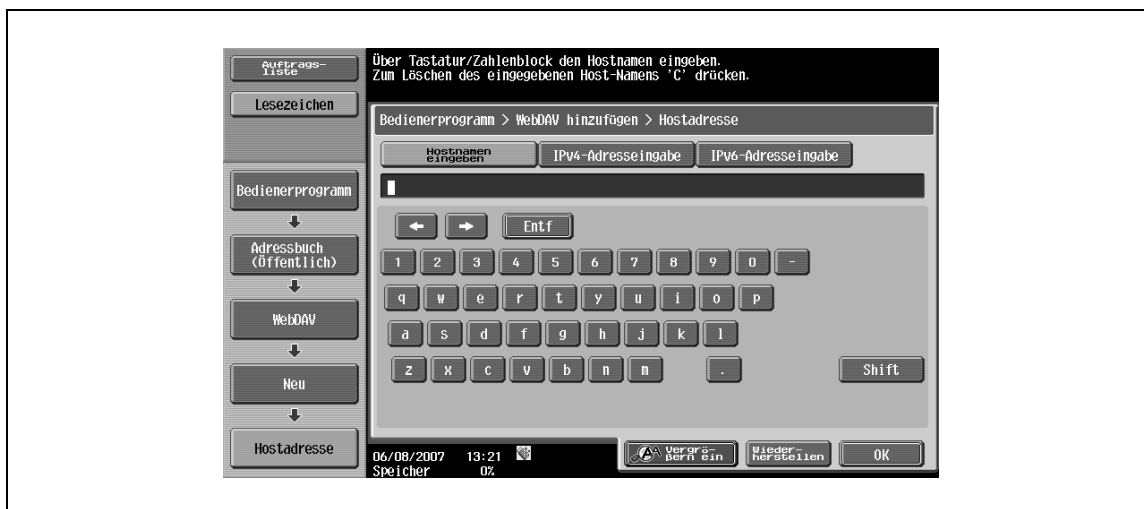 Auftrags-
liste
Lesezeichen
Bedienerprogramm
Adressbuch
(Öffentlich)
WebDAV
Neu
Hostadresse
Über Tastatur/Zahlenblock den Hostnamen eingeben.
Zum Löschen des eingegebenen Host-Namens 'C' drücken.
Bedienerprogramm > WebDAV hinzufügen > Hostadresse
Hostnamen
eingeben
IPv4-Adresseingabe
IPv6-Adresseingabe
Entf
1 2 3 4 5 6 7 8 9 0 -
q w e r t y u i o p
a s d f g h j k l
z x c v b n m . Shift
06/08/2007 13:21
Speicher 0%
Vergrö-
ßern ein
Wieder-
herstellen
OK